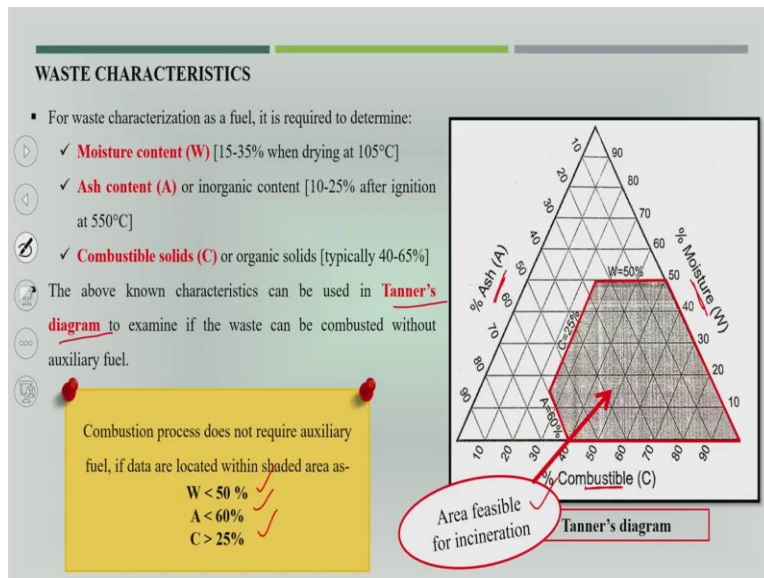 WASTE CHARACTERISTICS
▪ For waste characterization as a fuel, it is required to determine:
✓ Moisture content (W) [15-35% when drying at 105°C]
✓ Ash content (A) or inorganic content [10-25% after ignition
at 550°C]
✓ Combustible solids (C) or organic solids [typically 40-65%]
The above known characteristics can be used in Tanner's
diagram to examine if the waste can be combusted without
auxiliary fuel.
Combustion process does not require auxiliary
fuel, if data are located within shaded area as-
W < 50 %
A < 60%
C > 25%
% Ash (A)
10
20
30
40
50
60
70
80
90
% Moisture (W)
90
80
70
60
50
40
30
20
10
W=50%
C=25%
A=60%
10
20
30
40
50
60
70
80
90
% Combustible (C)
Area feasible
for incineration
Tanner's diagram